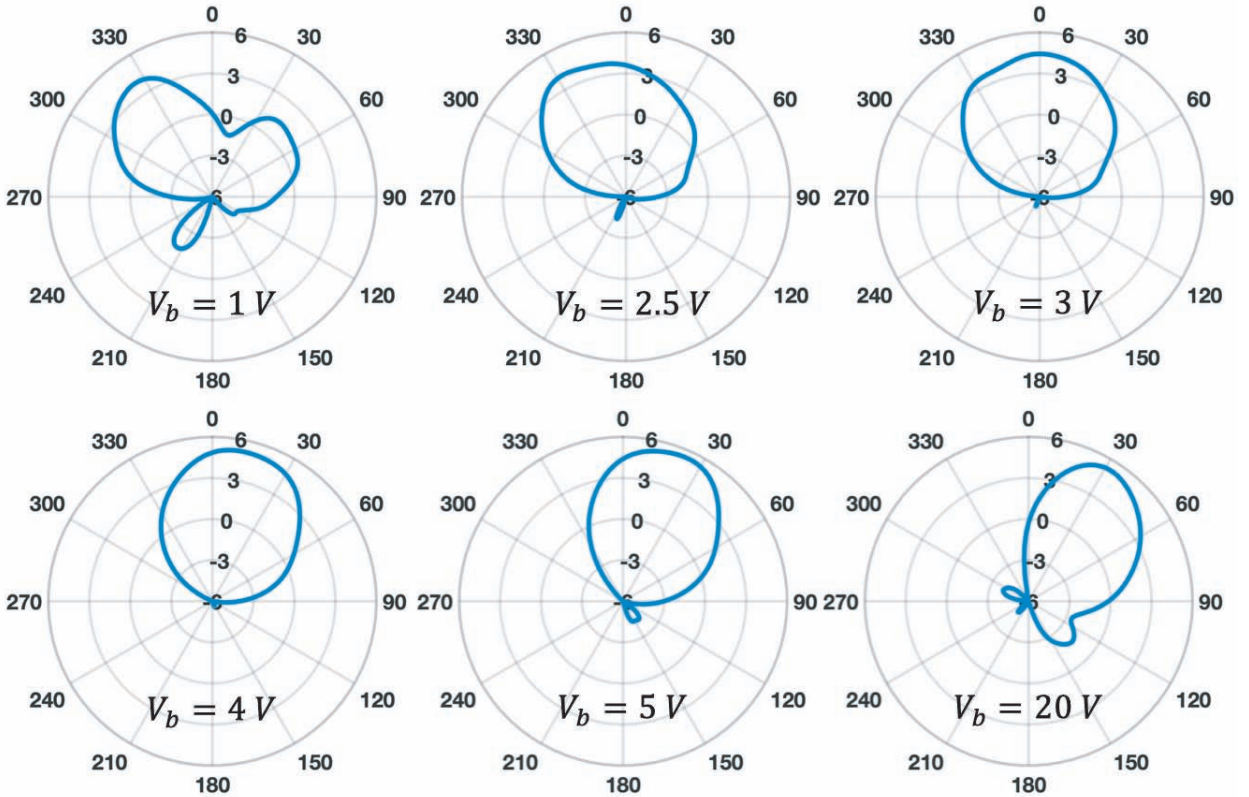 0 0 0
330 6 30 330 6 30 330 6 30
3 3 3
300 60 300 60 300 60
0 0 0
-3 -3 -3
270 6 90 270 -6 90 270 -6 90
240 120 240 120 240 120
V_b = 1 V V_b = 2.5 V V_b = 3 V
210 150 210 150 210 150
180 180 180
0 0 0
330 6 30 330 6 30 330 6 30
3 3 3
300 60 300 60 300 60
0 0 0
-3 -3 -3
270 -6 90 270 -6 90 270 6 90
240 120 240 120 240 120
V_b = 4 V V_b = 5 V V_b = 20 V
210 150 210 150 210 150
180 180 180